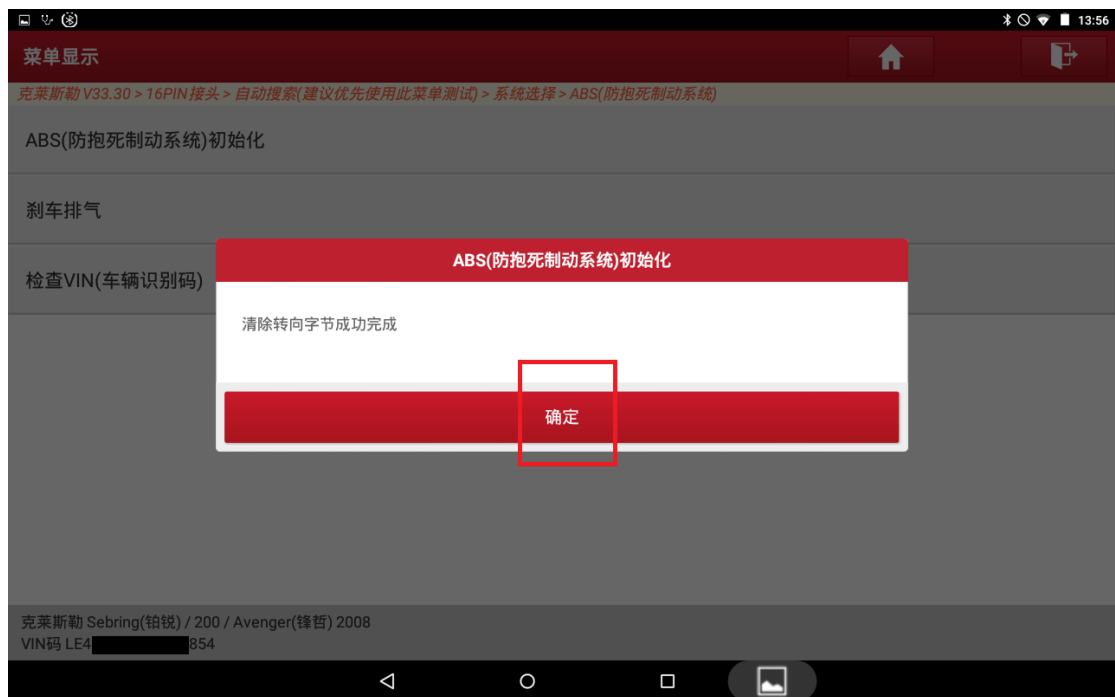 13:56
菜单显示
克莱斯勒 V33.30 > 16PIN接头 > 自动搜索(建议优先使用此菜单测试) > 系统选择 > ABS(防抱死制动系统)
ABS(防抱死制动系统)初始化
刹车排气
检查VIN(车辆识别码)
ABS(防抱死制动系统)初始化
清除转向字节成功完成
确定
克莱斯勒 Sebring(铂锐) / 200 / Avenger(锋哲) 2008
VIN码 LE4 854